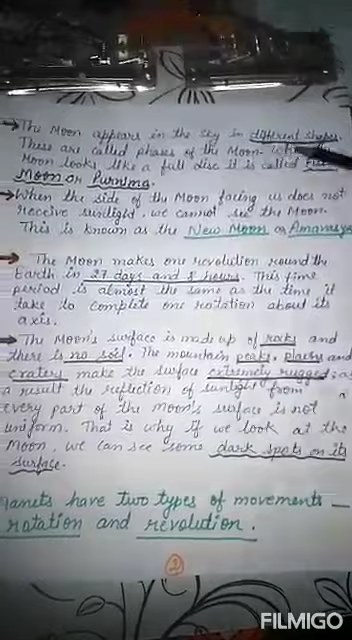 → The Moon appears in the sky in different shapes.
These are called phases of the Moon. When the
Moon looks like a full disc it is called Full
Moon or Purnima.
→ When the side of the Moon facing us does not
receive sunlight, we cannot see the Moon.
This is known as the New Moon or Amavasya
→ The Moon makes one revolution round the
Earth in 27 days and 8 hours. This time
period is almost the same as the time it
take to complete one rotation about its
axis.
→ The Moon's surface is made up of rocks and
there is no soil. The mountain peaks, and
craters make the surface extremely rugged; as
a result the reflection of sunlight from
every part of the moon's surface is not
uniform. That is why if we look at the
Moon, we can see some dark spots on its
surface.
Planets have two types of movements —
rotation and revolution.
2
FILMIGO